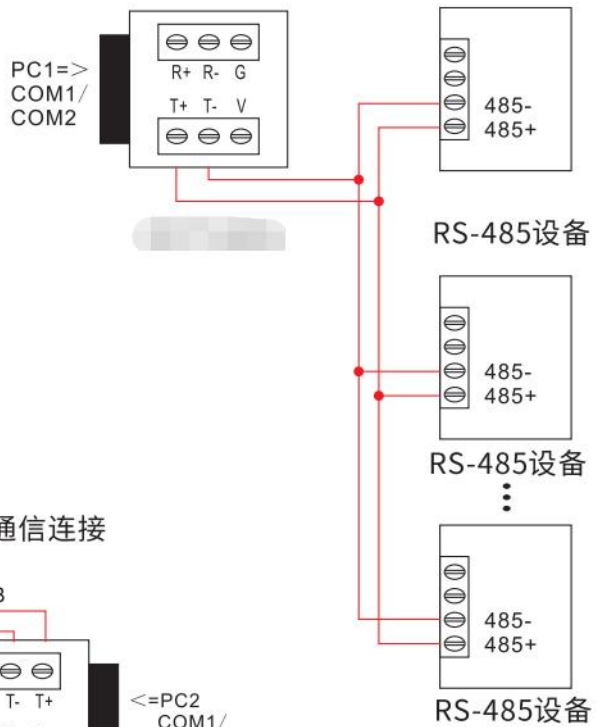 PC1=>
COM1/
COM2
R+ R- G
T+ T- V
485-
485+
RS-485设备
485-
485+
RS-485设备
通信连接
T- T+
<=PC2
COM1/
485-
485+
RS-485设备